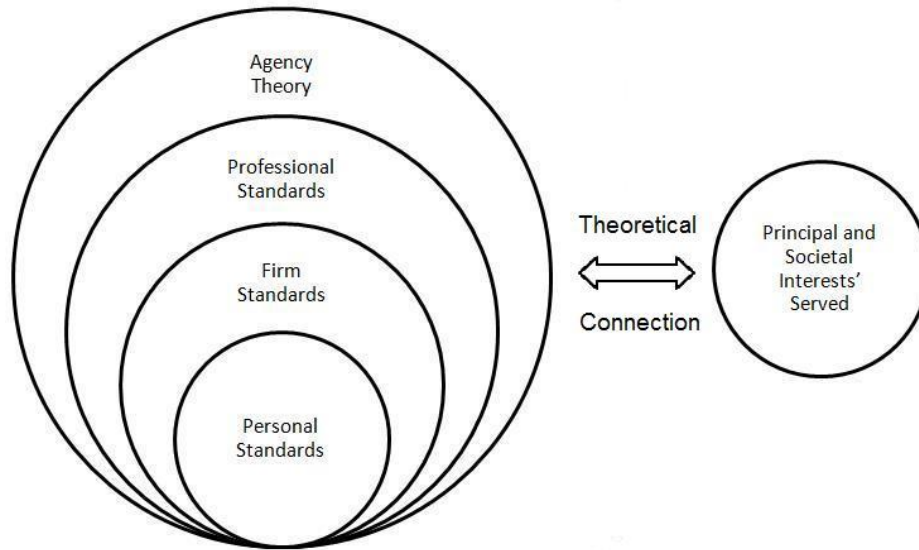 Agency
Theory
Professional
Standards
Firm
Standards
Personal
Standards
Theoretical
Connection
Principal and
Societal
Interests’
Served